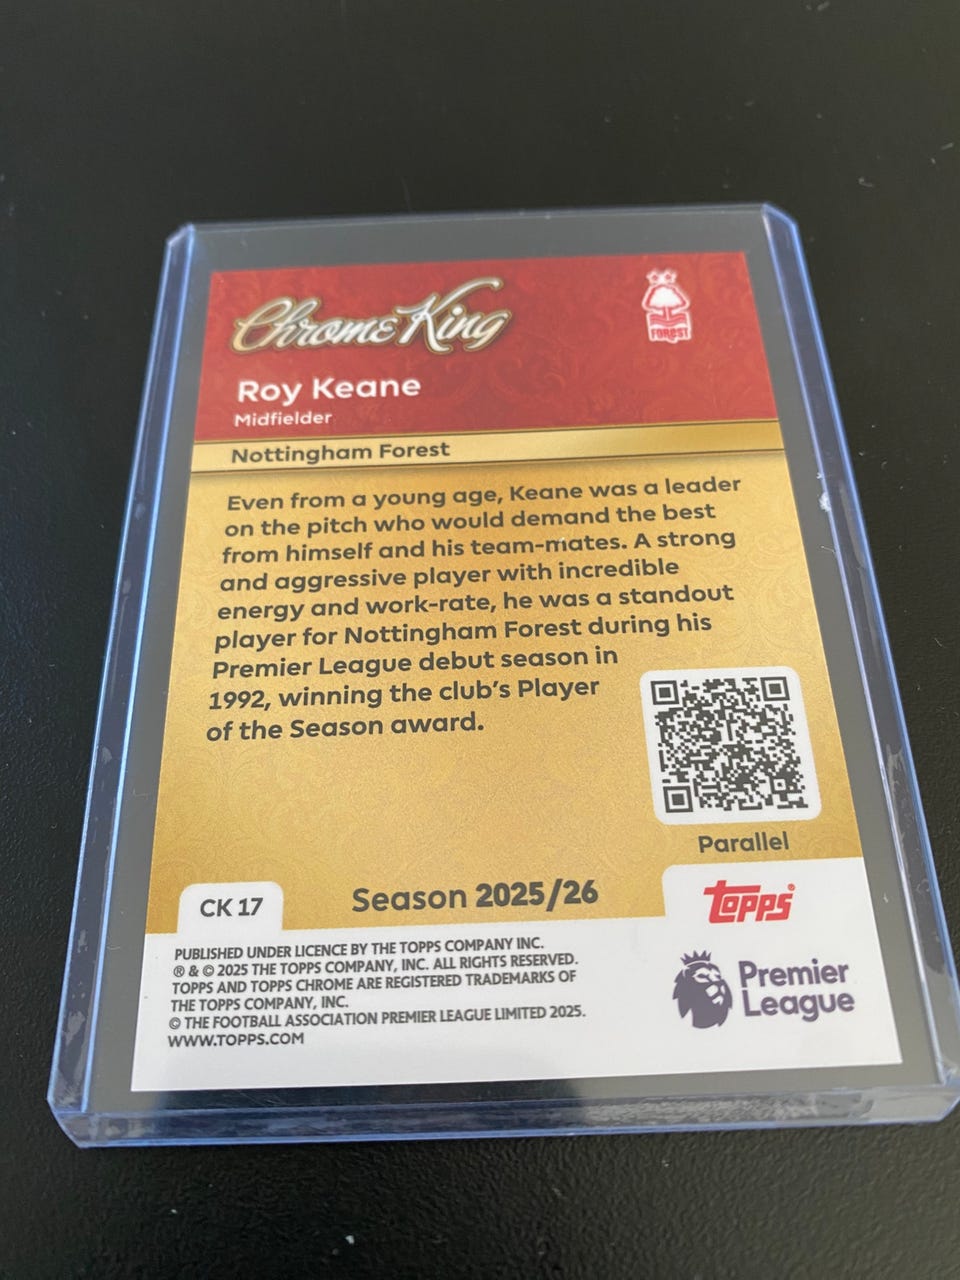 Chrome King
FOREST
Roy Keane
Midfielder
Nottingham Forest
Even from a young age, Keane was a leader
on the pitch who would demand the best
from himself and his team-mates. A strong
and aggressive player with incredible
energy and work-rate, he was a standout
player for Nottingham Forest during his
Premier League debut season in
1992, winning the club's Player
of the Season award.
Parallel
CK 17
Season 2025/26
Topps®
PUBLISHED UNDER LICENCE BY THE TOPPS COMPANY INC.
® & © 2025 THE TOPPS COMPANY, INC. ALL RIGHTS RESERVED.
TOPPS AND TOPPS CHROME ARE REGISTERED TRADEMARKS OF
THE TOPPS COMPANY, INC.
© THE FOOTBALL ASSOCIATION PREMIER LEAGUE LIMITED 2025.
WWW.TOPPS.COM
Premier
League